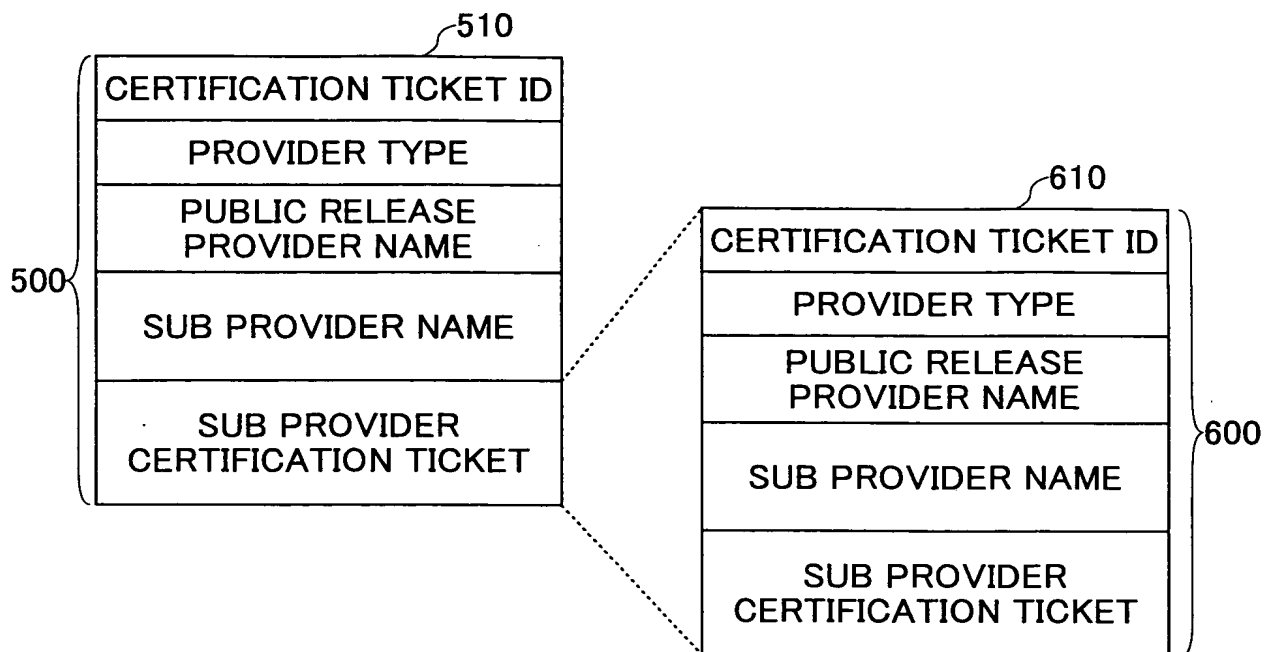 510
CERTIFICATION TICKET ID
PROVIDER TYPE
PUBLIC RELEASE
PROVIDER NAME
500
SUB PROVIDER NAME
SUB PROVIDER
CERTIFICATION TICKET
610
CERTIFICATION TICKET ID
PROVIDER TYPE
PUBLIC RELEASE
PROVIDER NAME
600
SUB PROVIDER NAME
SUB PROVIDER
CERTIFICATION TICKET